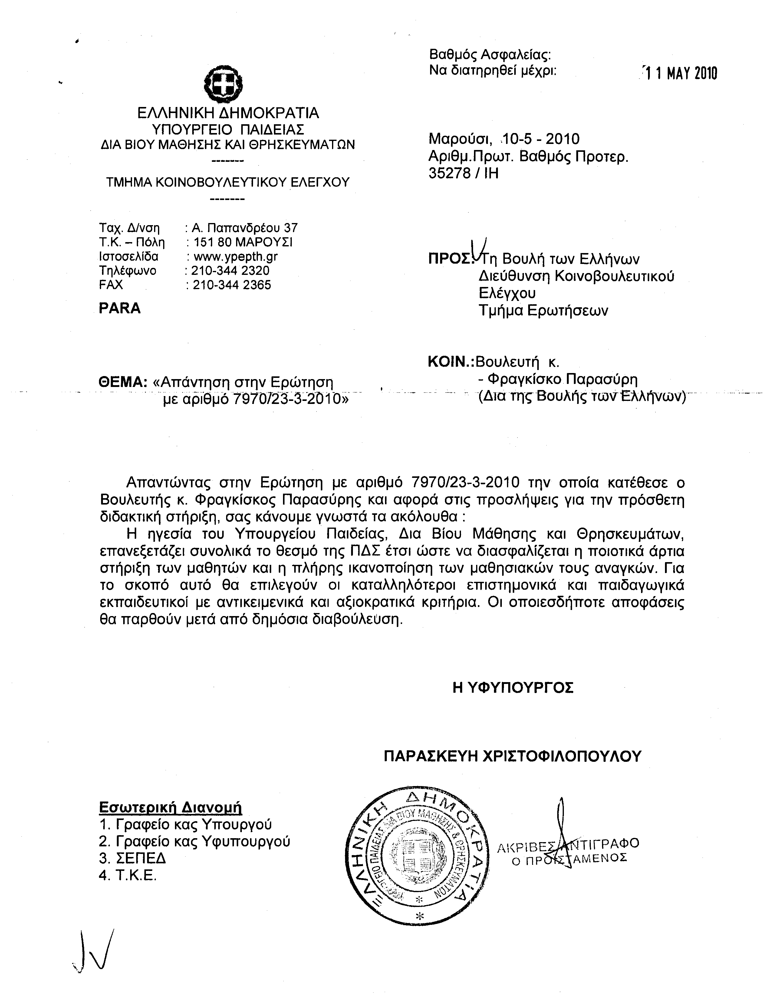 Βαθμός Ασφαλείας:
Να διατηρηθεί μέχρι:
11 MAY 2010
ΕΛΛΗΝΙΚΗ ΔΗΜΟΚΡΑΤΙΑ
ΥΠΟΥΡΓΕΙΟ ΠΑΙΔΕΙΑΣ
ΔΙΑ ΒΙΟΥ ΜΑΘΗΣΗΣ ΚΑΙ ΘΡΗΣΚΕΥΜΑΤΩΝ
-------
ΤΜΗΜΑ ΚΟΙΝΟΒΟΥΛΕΥΤΙΚΟΥ ΕΛΕΓΧΟΥ
-------
Μαρούσι, 10-5 - 2010
Αριθμ.Πρωτ. Βαθμός Προτερ.
35278 / ΙΗ
Ταχ. Δ/νση : Α. Παπανδρέου 37
Τ.Κ. – Πόλη : 151 80 ΜΑΡΟΥΣΙ
Ιστοσελίδα : www.ypepth.gr
Τηλέφωνο : 210-344 2320
FAX : 210-344 2365
PARA
ΠΡΟΣ: Τη Βουλή των Ελλήνων
Διεύθυνση Κοινοβουλευτικού
Ελέγχου
Τμήμα Ερωτήσεων
ΘΕΜΑ: «Απάντηση στην Ερώτηση
με αριθμό 7970/23-3-2010»
ΚΟΙΝ.:Βουλευτή κ.
- Φραγκίσκο Παρασύρη
(Δια της Βουλής των Ελλήνων)
Απαντώντας στην Ερώτηση με αριθμό 7970/23-3-2010 την οποία κατέθεσε ο
Βουλευτής κ. Φραγκίσκος Παρασύρης και αφορά στις προσλήψεις για την πρόσθετη
διδακτική στήριξη, σας κάνουμε γνωστά τα ακόλουθα :
Η ηγεσία του Υπουργείου Παιδείας, Δια Βίου Μάθησης και Θρησκευμάτων,
επανεξετάζει συνολικά το θεσμό της ΠΔΣ έτσι ώστε να διασφαλίζεται η ποιοτικά άρτια
στήριξη των μαθητών και η πλήρης ικανοποίηση των μαθησιακών τους αναγκών. Για
το σκοπό αυτό θα επιλεγούν οι καταλληλότεροι επιστημονικά και παιδαγωγικά
εκπαιδευτικοί με αντικειμενικά και αξιοκρατικά κριτήρια. Οι οποιεσδήποτε αποφάσεις
θα παρθούν μετά από δημόσια διαβούλευση.
Η ΥΦΥΠΟΥΡΓΟΣ
ΠΑΡΑΣΚΕΥΗ ΧΡΙΣΤΟΦΙΛΟΠΟΥΛΟΥ
Εσωτερική Διανομή
1. Γραφείο κας Υπουργού
2. Γραφείο κας Υφυπουργού
3. ΣΕΠΕΔ
4. Τ.Κ.Ε.
ΕΛΛΗΝΙΚΗ ΔΗΜΟΚΡΑΤΙΑ
ΥΠΟΥΡΓΕΙΟ ΠΑΙΔΕΙΑΣ ΔΙΑ ΒΙΟΥ ΜΑΘΗΣΗΣ & ΘΡΗΣΚΕΥΜΑΤΩΝ
ΑΚΡΙΒΕΣ ΑΝΤΙΓΡΑΦΟ
Ο ΠΡΟΪΣΤΑΜΕΝΟΣ